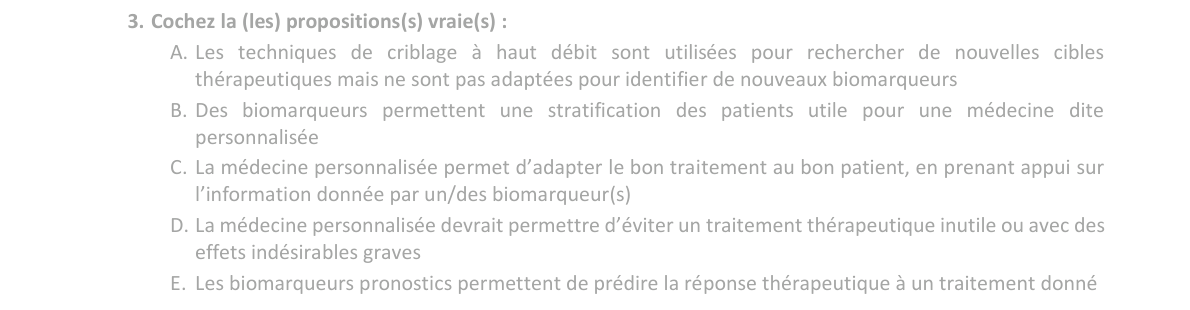 3. Cochez la (les) propositions(s) vraie(s) :
A. Les techniques de criblage à haut débit sont utilisées pour rechercher de nouvelles cibles
thérapeutiques mais ne sont pas adaptées pour identifier de nouveaux biomarqueurs
B. Des biomarqueurs permettent une stratification des patients utile pour une médecine dite
personnalisée
C. La médecine personnalisée permet d’adapter le bon traitement au bon patient, en prenant appui sur
l’information donnée par un/des biomarqueur(s)
D. La médecine personnalisée devrait permettre d’éviter un traitement thérapeutique inutile ou avec des
effets indésirables graves
E. Les biomarqueurs pronostics permettent de prédire la réponse thérapeutique à un traitement donné